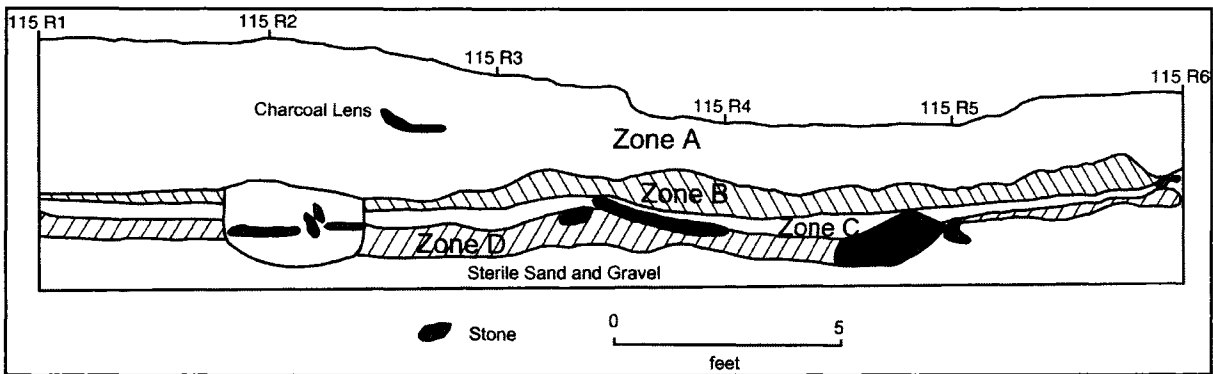 115 R1
115 R2
115 R3
115 R4
115 R5
115 R6
Charcoal Lens
Zone A
Zone B
Zone C
Zone D
Sterile Sand and Gravel
Stone
0 5
feet